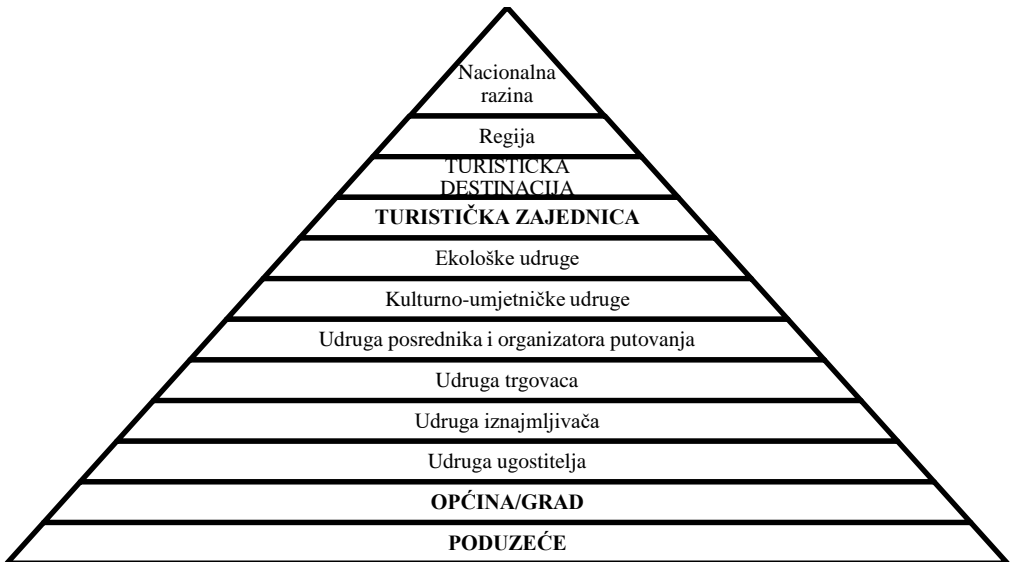 Nacionalna
razina
Regija
TURISTIČKA
DESTINACIJA
TURISTIČKA ZAJEDNICA
Ekološke udruge
Kulturno-umjetničke udruge
Udruga posrednika i organizatora putovanja
Udruga trgovaca
Udruga iznajmljivača
Udruga ugostitelja
OPĆINA/GRAD
PODUZEĆE